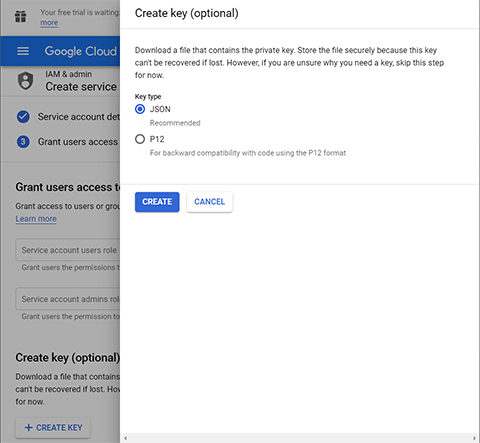 Your free trial is waiting:
more
Google Cloud
IAM & admin
Create service
Service account det
3 Grant users access
Grant users access to
Grant access to users or grou
Learn more
Service account users role
Grant users the permissions t
Service account admins rol
Grant users the permission to
Create key (optional)
Download a file that contains
can't be recovered if lost. How
for now.
+ CREATE KEY
Create key (optional)
Download a file that contains the private key. Store the file securely because this key
can't be recovered if lost. However, if you are unsure why you need a key, skip this step
for now.
Key type
JSON
Recommended
P12
For backward compatibility with code using the P12 format
CREATE
CANCEL